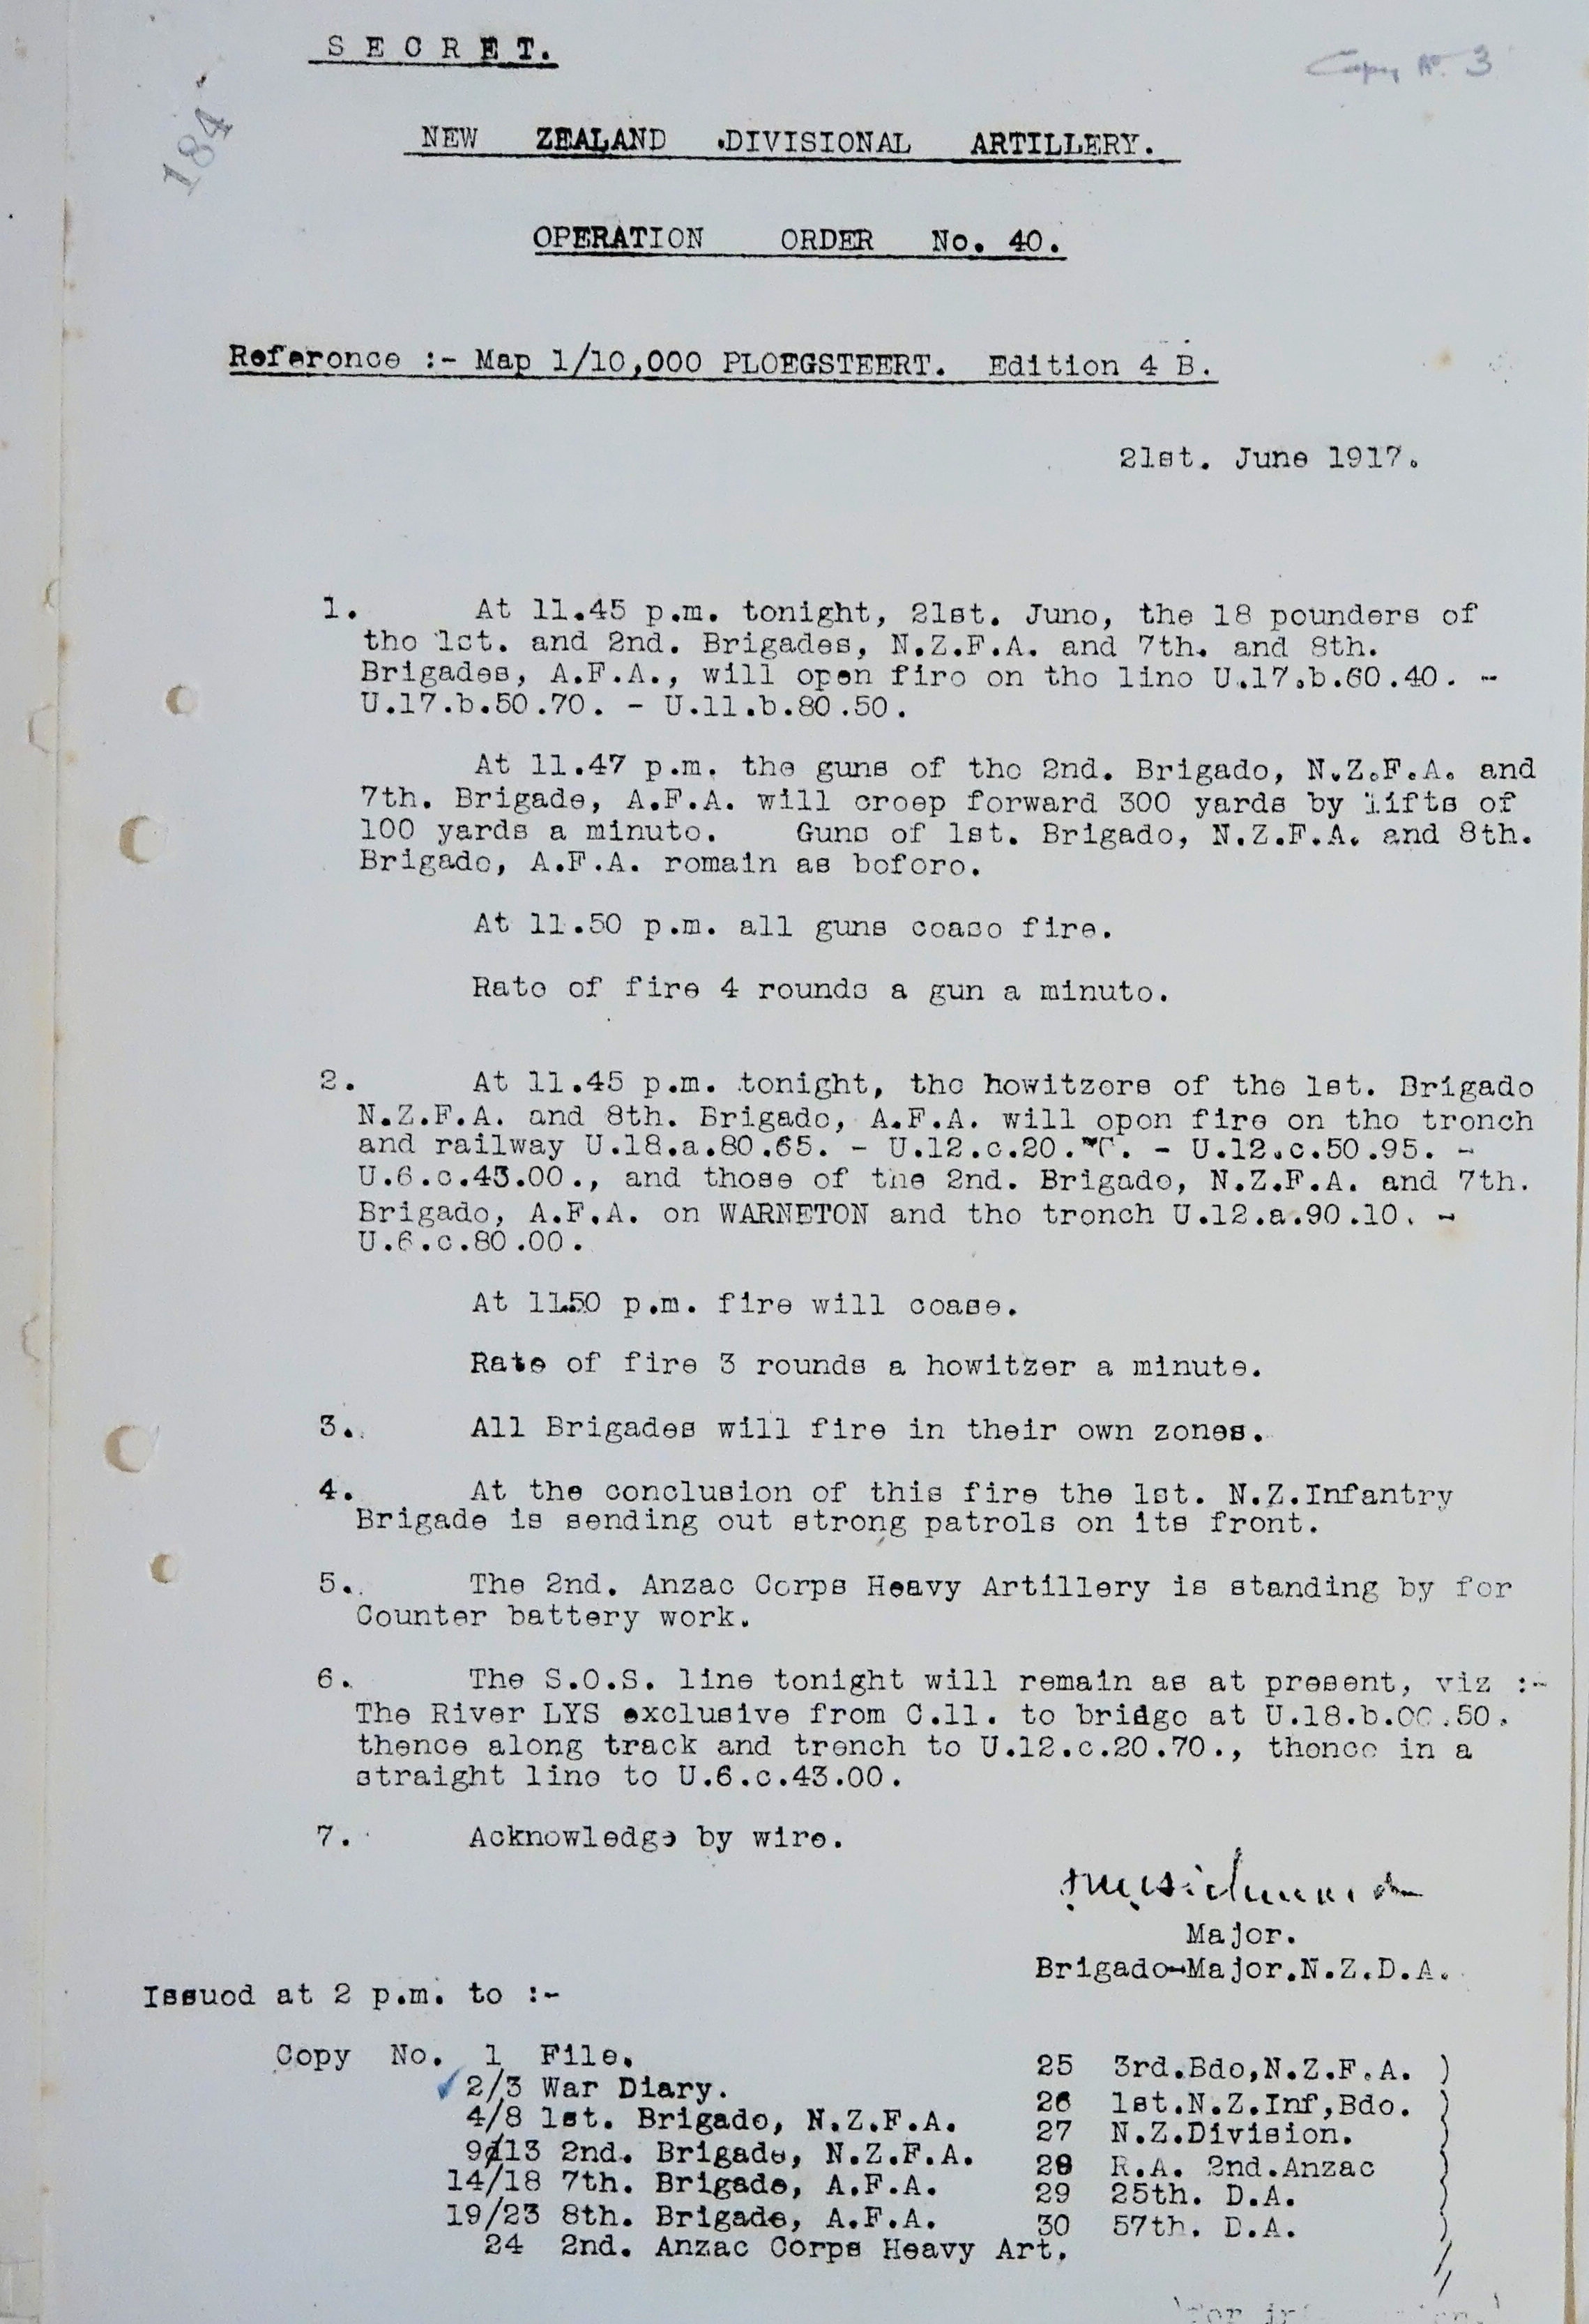 SECRET.
Copy No. 3
184
NEW ZEALAND DIVISIONAL ARTILLERY.
OPERATION ORDER No. 40.
Reference :- Map 1/10,000 PLOEGSTEERT. Edition 4 B.
21st. June 1917.
1. At 11.45 p.m. tonight, 21st. June, the 18 pounders of
the 1st. and 2nd. Brigades, N.Z.F.A. and 7th. and 8th.
Brigades, A.F.A., will open fire on the line U.17.b.60.40. -
U.17.b.50.70. - U.11.b.80.50.
At 11.47 p.m. the guns of the 2nd. Brigade, N.Z.F.A. and
7th. Brigade, A.F.A. will creep forward 300 yards by lifts of
100 yards a minute. Guns of 1st. Brigade, N.Z.F.A. and 8th.
Brigade, A.F.A. remain as before.
At 11.50 p.m. all guns cease fire.
Rate of fire 4 rounds a gun a minute.
2. At 11.45 p.m. tonight, the howitzers of the 1st. Brigade
N.Z.F.A. and 8th. Brigade, A.F.A. will open fire on the trench
and railway U.18.a.80.65. - U.12.c.20. - U.12.c.50.95. -
U.6.c.43.00., and those of the 2nd. Brigade, N.Z.F.A. and 7th.
Brigade, A.F.A. on WARNETON and the trench U.12.a.90.10. -
U.6.c.80.00.
At 11.50 p.m. fire will cease.
Rate of fire 3 rounds a howitzer a minute.
3. All Brigades will fire in their own zones.
4. At the conclusion of this fire the 1st. N.Z.Infantry
Brigade is sending out strong patrols on its front.
5. The 2nd. Anzac Corps Heavy Artillery is standing by for
Counter battery work.
6. The S.O.S. line tonight will remain as at present, viz :-
The River LYS exclusive from C.11. to bridge at U.18.b.00.50.
thence along track and trench to U.12.c.20.70., thence in a
straight line to U.6.c.43.00.
7. Acknowledge by wire.
Major.
Brigade-Major.N.Z.D.A.
Issued at 2 p.m. to :-
Copy No. 1 File.
2/3 War Diary.
4/8 1st. Brigade, N.Z.F.A.
9/13 2nd. Brigade, N.Z.F.A.
14/18 7th. Brigade, A.F.A.
19/23 8th. Brigade, A.F.A.
24 2nd. Anzac Corps Heavy Art.
25 3rd.Bde,N.Z.F.A. )
26 1st.N.Z.Inf,Bde. )
27 N.Z.Division. )
28 R.A. 2nd.Anzac )
29 25th. D.A. )
30 57th. D.A. )